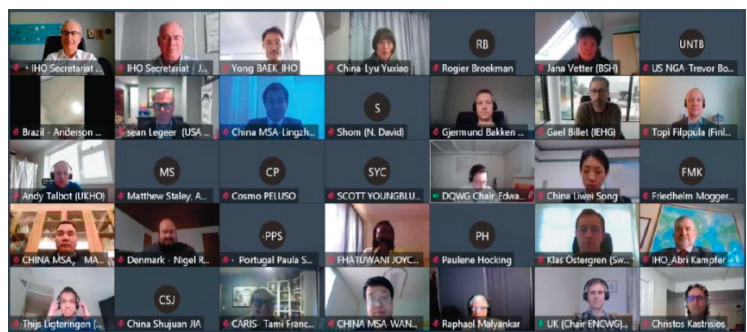 IHO Secretariat ...
IHO Secretariat - J...
Yong BAEK_IHO
China-Lyu Yuxiao
RB
Rogier Broekman
Jana Vetter (BSH)
UNTB
US NGA-Trevor Bo...
Brazil - Anderson ...
sean Legeer (USA ...
China MSA-Lingzh...
S
Shom (N. David)
Gjermund Bakken ...
Gael Billet (IEHG)
Topi Filppula (Finl...
Andy Talbot (UKHO)
MS
Matthew Staley, A...
CP
Cosmo PELUSO
SYC
SCOTT YOUNGBLU...
DQWG Chair_Edwa...
China Liwei Song
FMK
Friedhelm Mogger...
CHINA MSA, MA...
Denmark - Nigel R...
-PPS
- Portugal Paula S...
FHATUWANI JOYC...
PH
Paulene Hocking
Klas Östergren (Sw...
IHO_Abri Kampfer
Thijs Ligteringen (...
CSJ
China Shujuan JIA
CARIS- Tami Franc...
CHINA MSA-WAN...
Raphael Malyankar
UK (Chair ENCWG)...
Christos Kastrisios